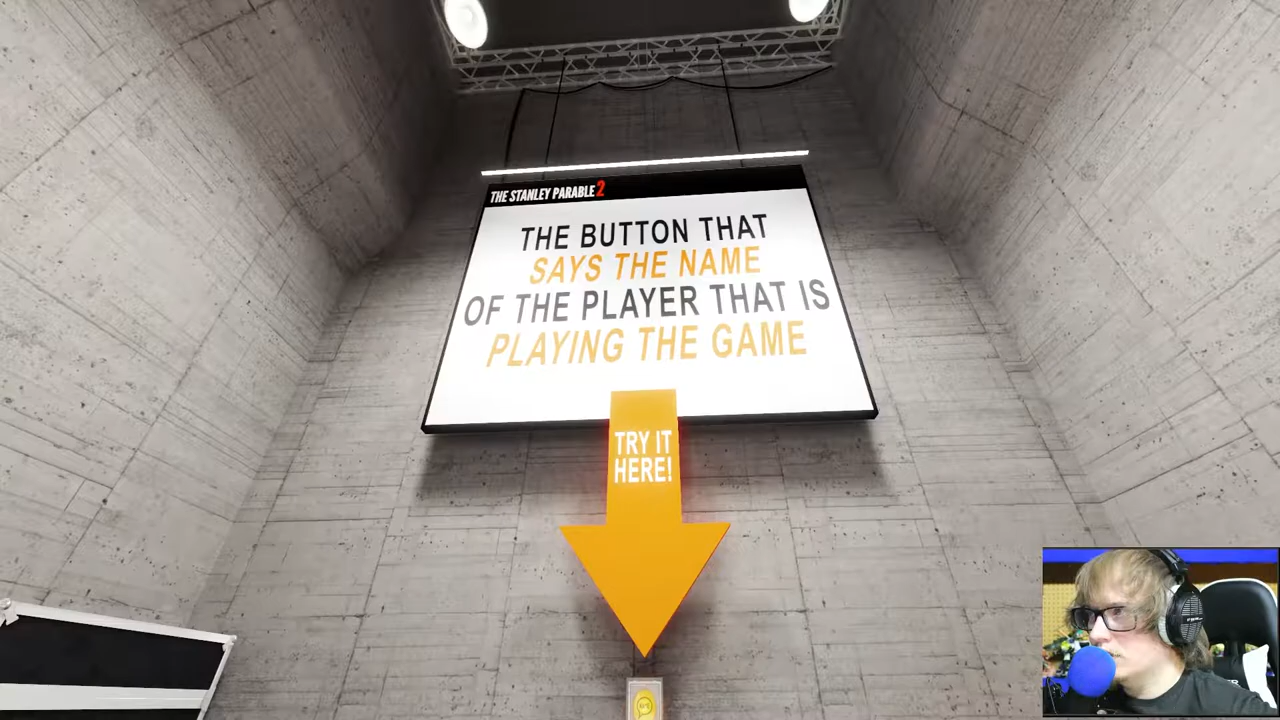 THE STANLEY PARABLE 2
THE BUTTON THAT
SAYS THE NAME
OF THE PLAYER THAT IS
PLAYING THE GAME
TRY IT
HERE!